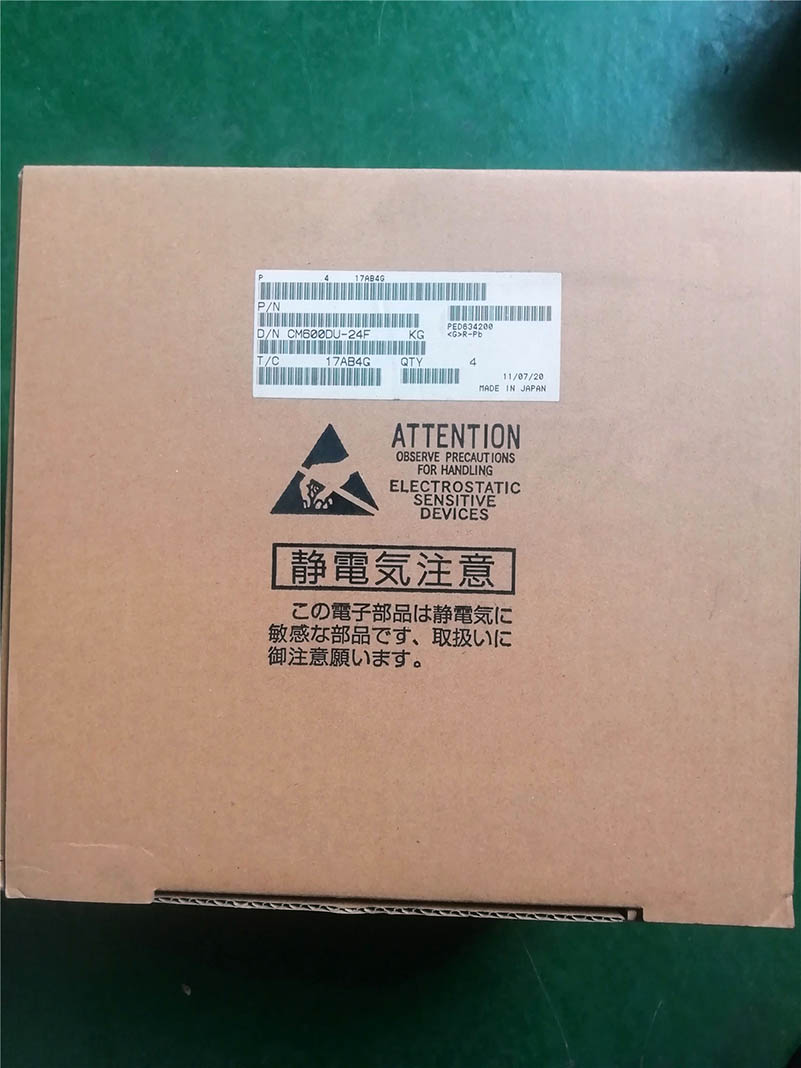 P 4 17AB4G
P/N
PED634200
D/N CM600DU-24F KG
<G>R-Pb
T/C 17AB4G QTY 4
11/07/20
MADE IN JAPAN
ATTENTION
OBSERVE PRECAUTIONS
FOR HANDLING
ELECTROSTATIC
SENSITIVE
DEVICES
静電気注意
この電子部品は静電気に
敏感な部品です、取扱いに
御注意願います。